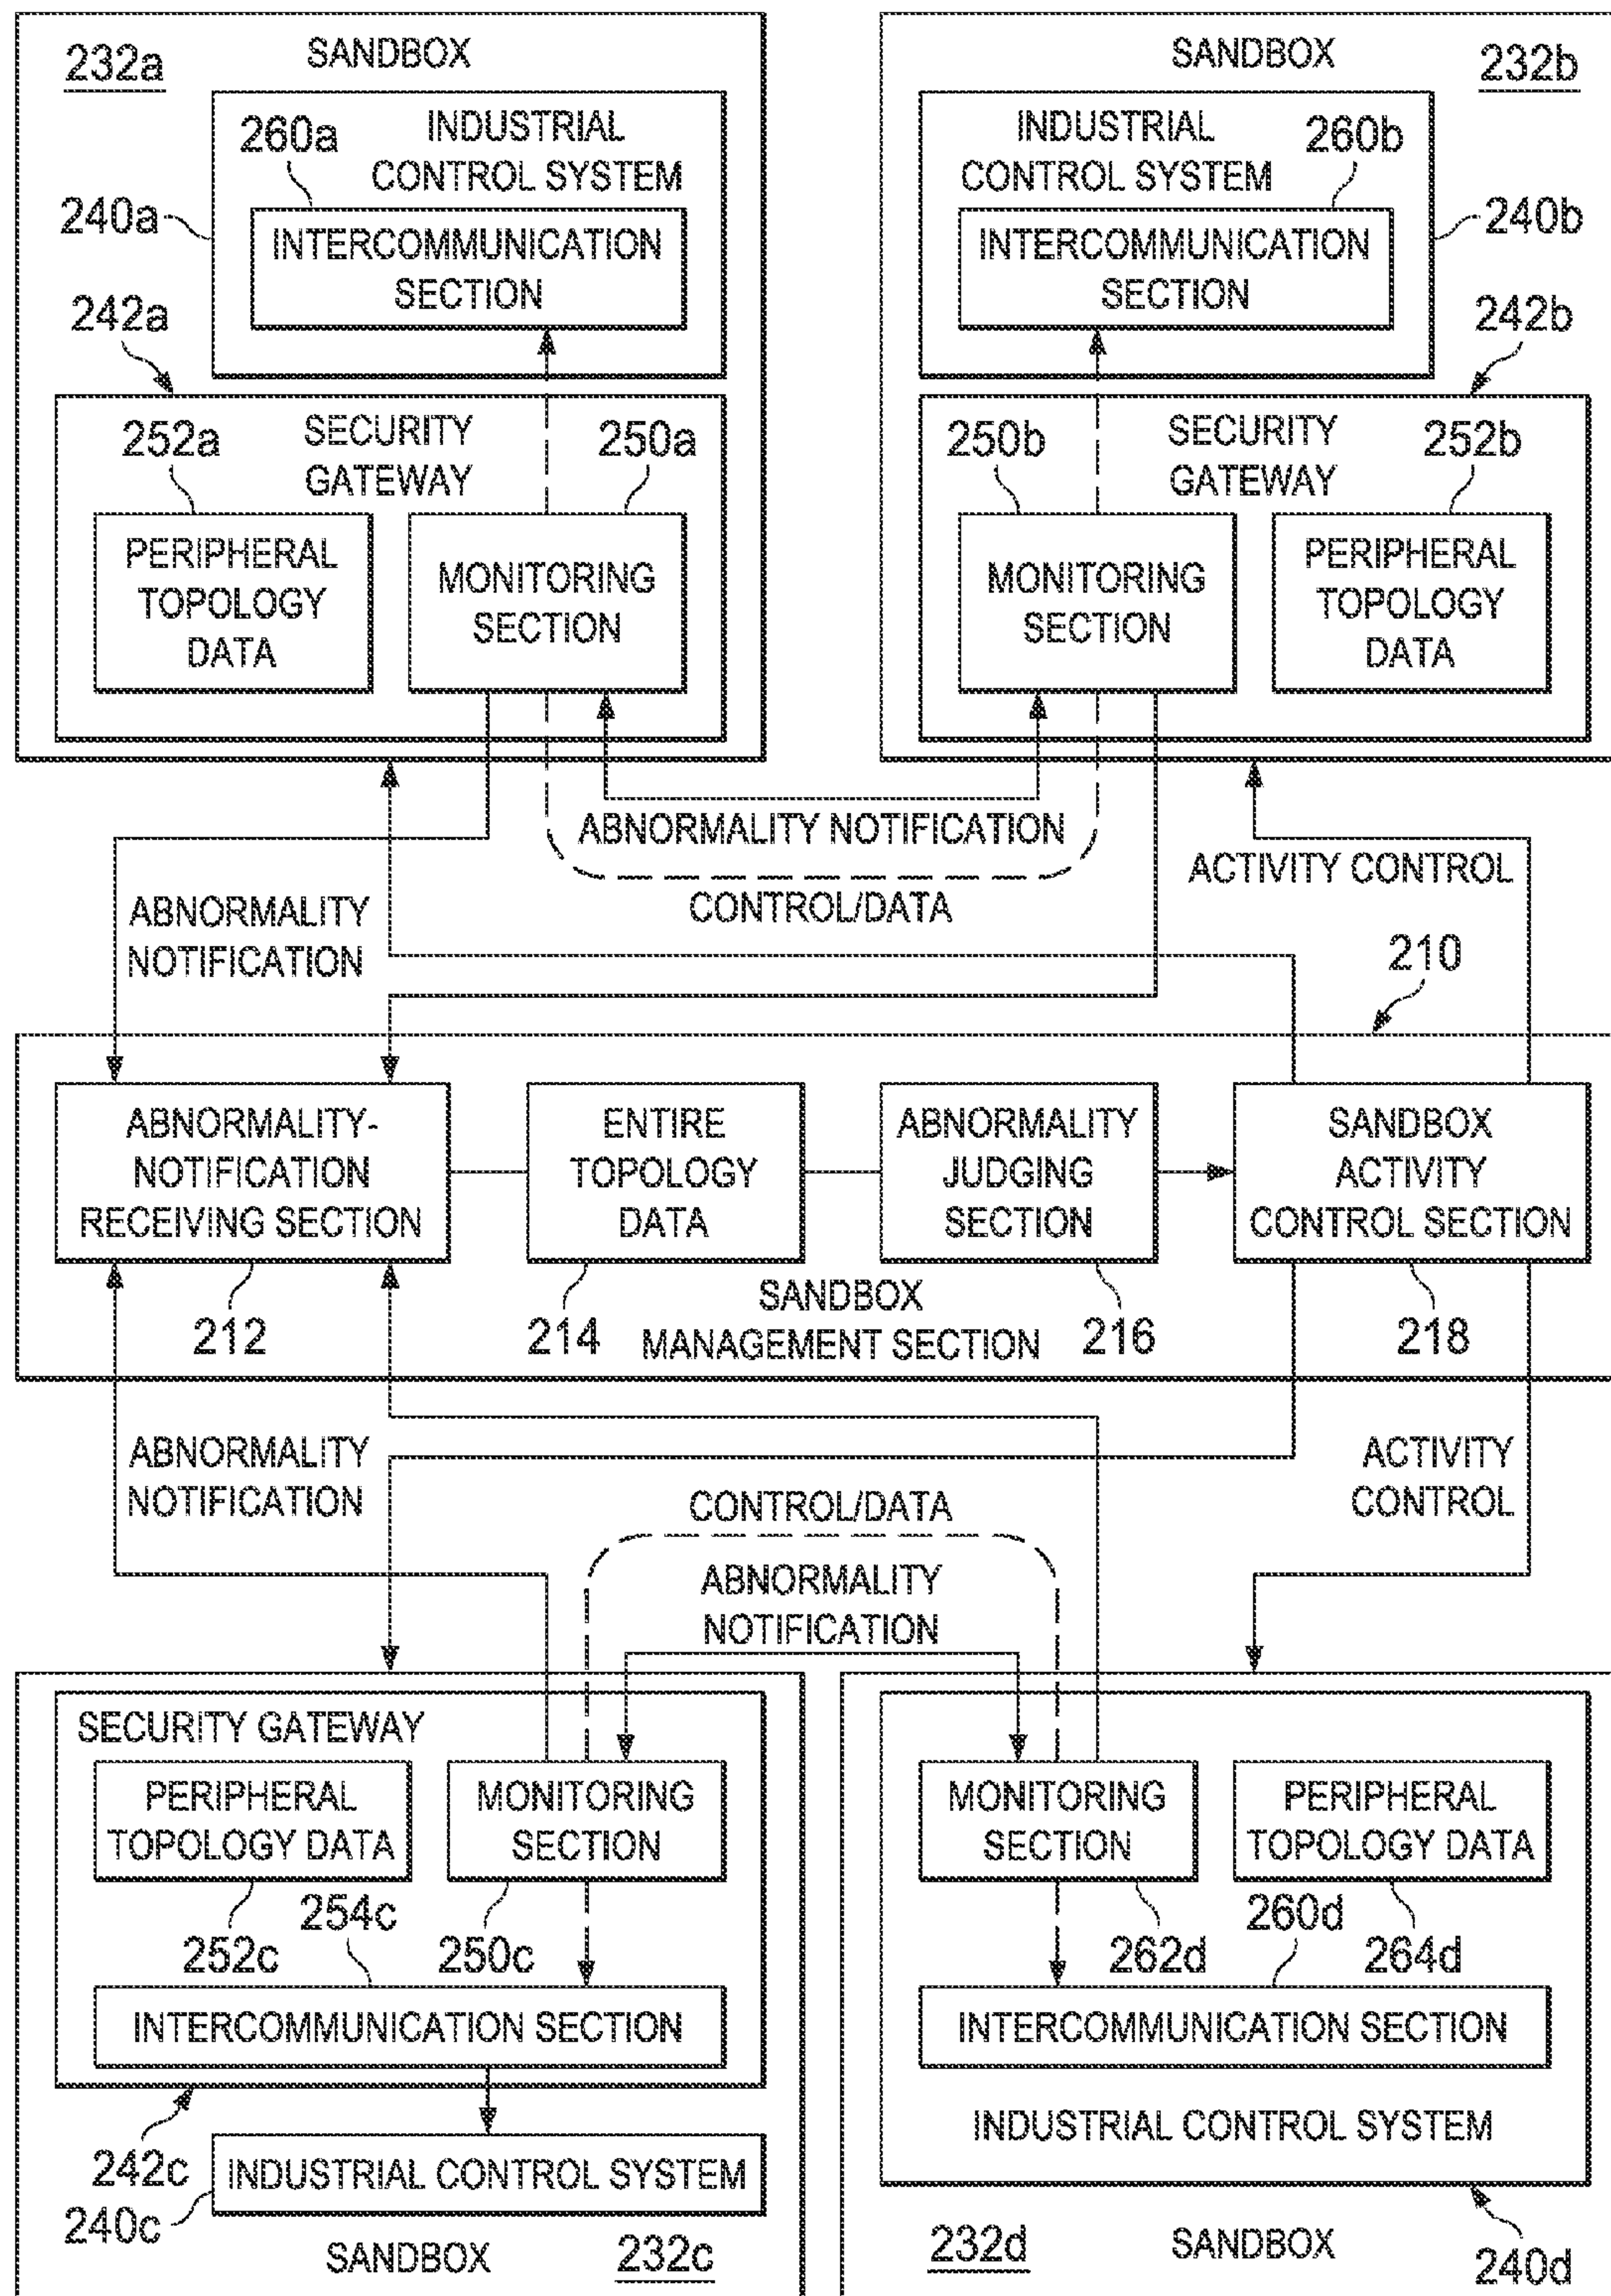 232a
SANDBOX
260a
INDUSTRIAL
CONTROL SYSTEM
240a
INTERCOMMUNICATION
SECTION
242a
252a
SECURITY
GATEWAY
250a
PERIPHERAL
TOPOLOGY
DATA
MONITORING
SECTION
SANDBOX
232b
INDUSTRIAL
CONTROL SYSTEM
260b
INTERCOMMUNICATION
SECTION
240b
242b
250b
SECURITY
GATEWAY
252b
MONITORING
SECTION
PERIPHERAL
TOPOLOGY
DATA
ABNORMALITY NOTIFICATION
CONTROL/DATA
ABNORMALITY
NOTIFICATION
ACTIVITY CONTROL
210
ABNORMALITY-
NOTIFICATION
RECEIVING SECTION
ENTIRE
TOPOLOGY
DATA
ABNORMALITY
JUDGING
SECTION
SANDBOX
ACTIVITY
CONTROL SECTION
212
214
SANDBOX
MANAGEMENT SECTION
216
218
ABNORMALITY
NOTIFICATION
CONTROL/DATA
ABNORMALITY
NOTIFICATION
ACTIVITY
CONTROL
SECURITY GATEWAY
PERIPHERAL
TOPOLOGY DATA
MONITORING
SECTION
254c
252c
250c
INTERCOMMUNICATION SECTION
242c
INDUSTRIAL CONTROL SYSTEM
240c
SANDBOX
232c
MONITORING
SECTION
PERIPHERAL
TOPOLOGY DATA
260d
262d
264d
INTERCOMMUNICATION SECTION
INDUSTRIAL CONTROL SYSTEM
232d
SANDBOX
240d